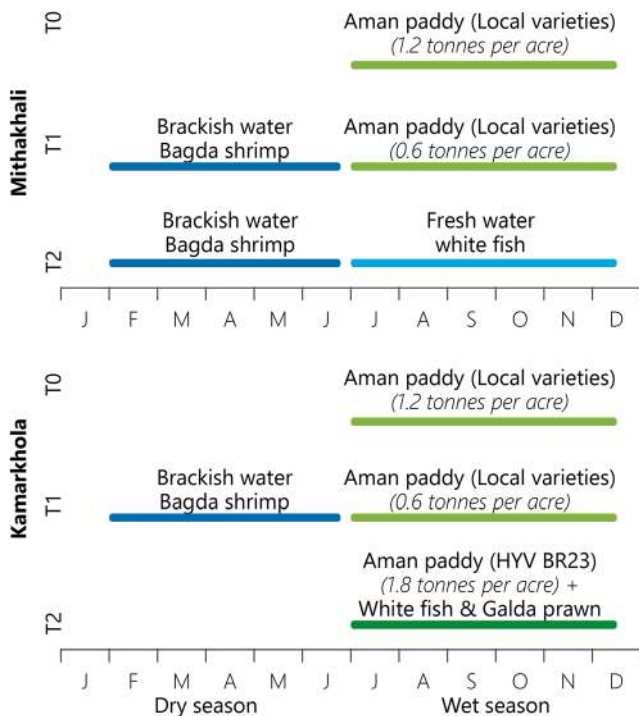 Mithakhali
T0
Aman paddy (Local varieties)
(1.2 tonnes per acre)
T1
Brackish water
Bagda shrimp
Aman paddy (Local varieties)
(0.6 tonnes per acre)
T2
Brackish water
Bagda shrimp
Fresh water
white fish
J F M A M J J A S O N D
Kamarkhola
T0
Aman paddy (Local varieties)
(1.2 tonnes per acre)
T1
Brackish water
Bagda shrimp
Aman paddy (Local varieties)
(0.6 tonnes per acre)
T2
Aman paddy (HYV BR23)
(1.8 tonnes per acre) +
White fish & Galda prawn
J F M A M J J A S O N D
Dry season Wet season